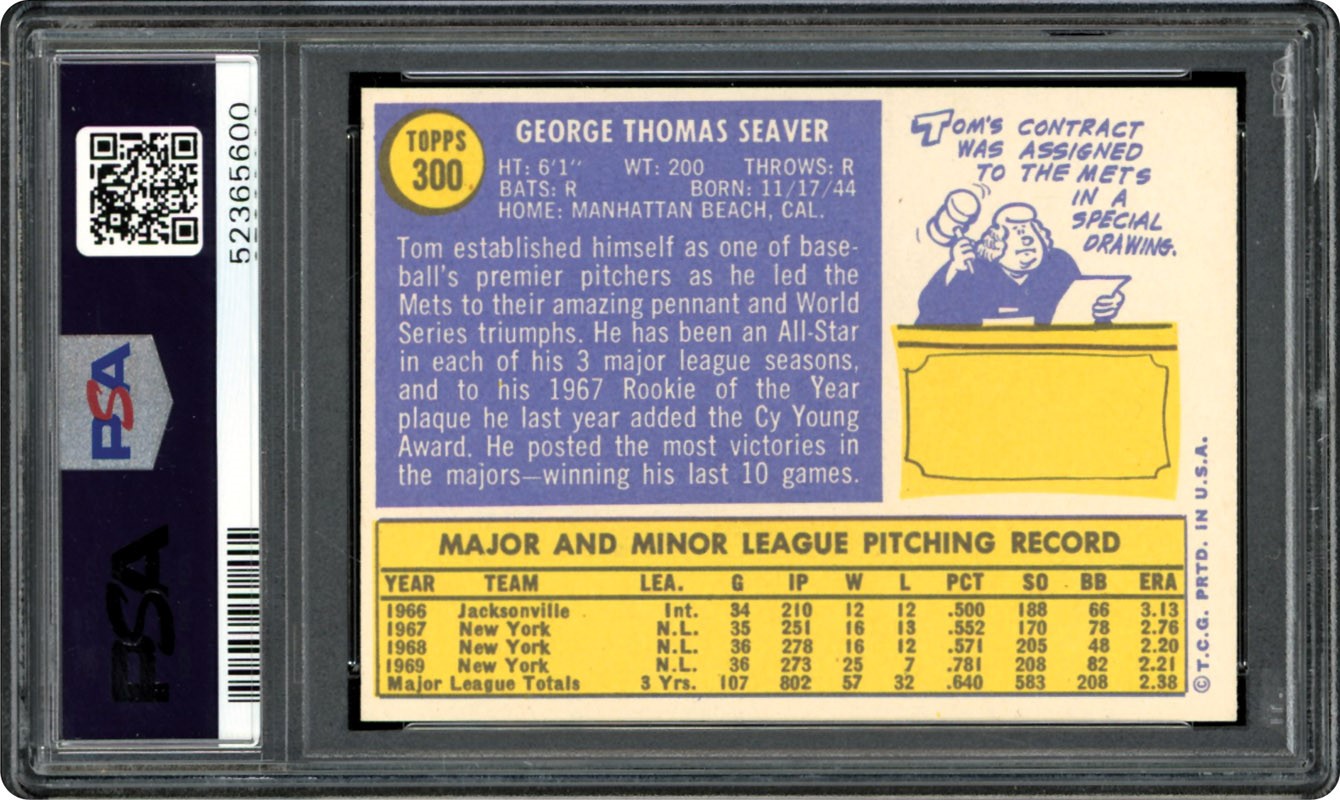 52365600
PSA
PSA
TOPPS
300
GEORGE THOMAS SEAVER
HT: 6'1" WT: 200 THROWS: R
BATS: R BORN: 11/17/44
HOME: MANHATTAN BEACH, CAL.
Tom established himself as one of base-
ball's premier pitchers as he led the
Mets to their amazing pennant and World
Series triumphs. He has been an All-Star
in each of his 3 major league seasons,
and to his 1967 Rookie of the Year
plaque he last year added the Cy Young
Award. He posted the most victories in
the majors—winning his last 10 games.
TOM'S CONTRACT
WAS ASSIGNED
TO THE METS
IN A
SPECIAL
DRAWING.
MAJOR AND MINOR LEAGUE PITCHING RECORD
YEAR TEAM LEA. G IP W L PCT SO BB ERA
1966 Jacksonville Int. 34 210 12 12 .500 188 66 3.13
1967 New York N.L. 35 251 16 13 .552 170 78 2.76
1968 New York N.L. 36 278 16 12 .571 205 48 2.20
1969 New York N.L. 36 273 25 7 .781 208 82 2.21
Major League Totals 3 Yrs. 107 802 57 32 .640 583 208 2.38
©T.C.G. PRTD. IN U.S.A.
PSA